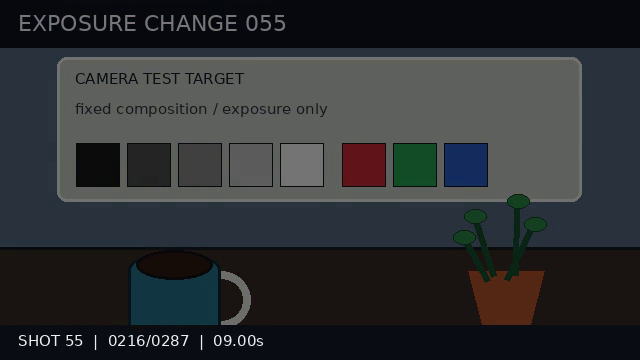 EXPOSURE CHANGE 055
CAMERA TEST TARGET
fixed composition / exposure only
SHOT 55 | 0216/0287 | 09.00s